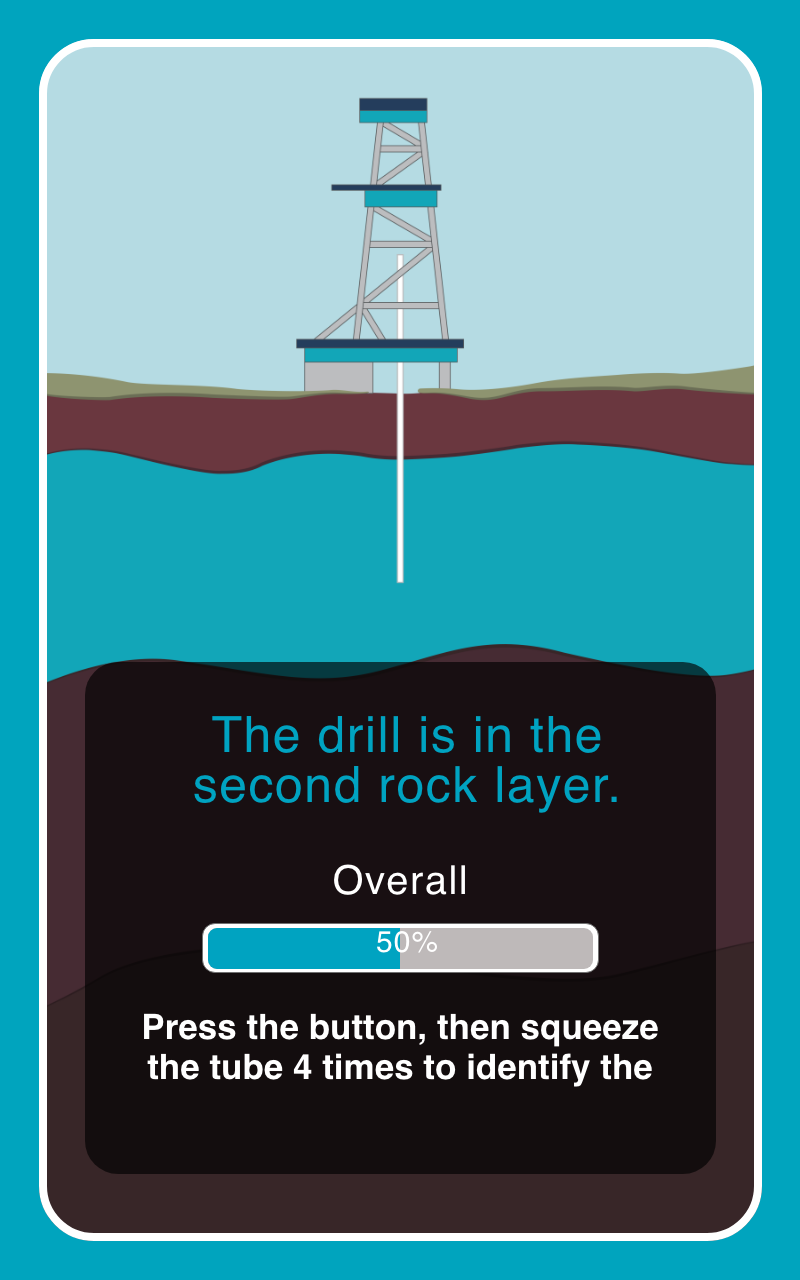 The drill is in the
second rock layer.
Overall
50%
Press the button, then squeeze
the tube 4 times to identify the